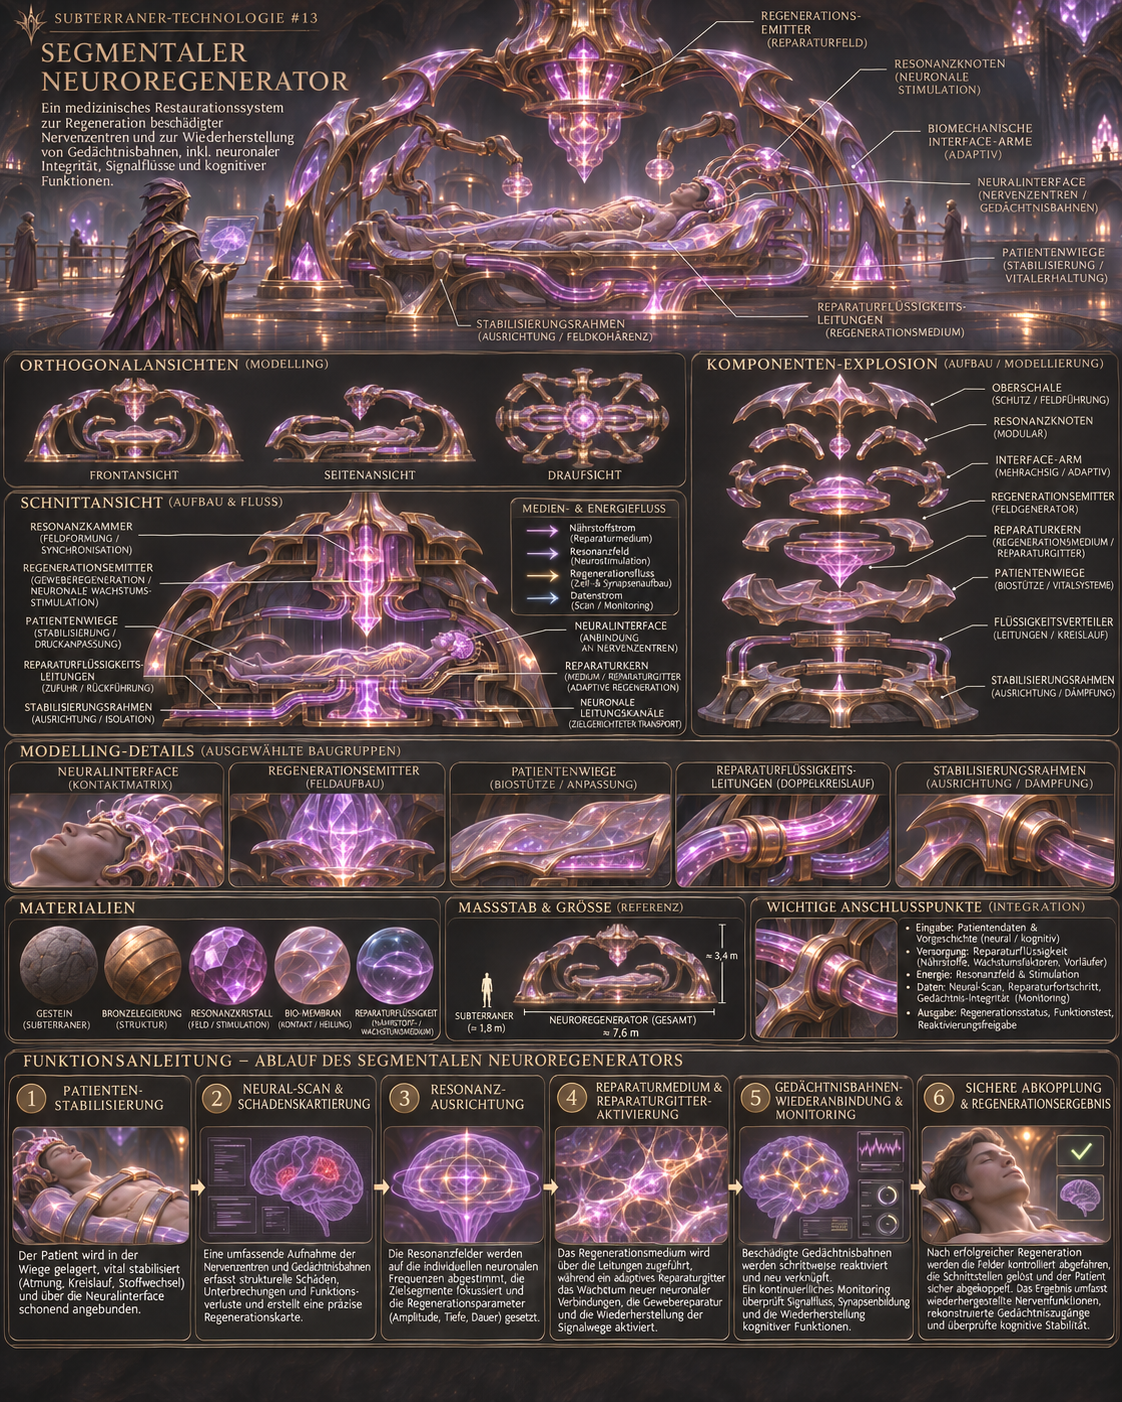 SUBTERRANER-TECHNOLOGIE #13
SEGMENTALER
NEUROREGENERATOR
Ein medizinisches Restaurationssystem
zur Regeneration beschädigter
Nervenzentren und zur Wiederherstellung
von Gedächtnisbahnen, inkl. neuronaler
Integrität, Signalflüsse und kognitiver
Funktionen.
REGENERATIONS-
EMITTER
(REPARATURFELD)
RESONANZKNOTEN
(NEURONALE
STIMULATION)
BIOMECHANISCHE
INTERFACE-ARME
(ADAPTIV)
NEURALINTERFACE
(NERVENZENTREN /
GEDÄCHTNISBAHNEN)
PATIENTENWIEGE
(STABILISIERUNG /
VITALERHALTUNG)
REPARATURFLÜSSIGKEITS-
LEITUNGEN
(REGENERATIONSMEDIUM)
STABILISIERUNGSRAHMEN
(AUSRICHTUNG / FELDKOHÄRENZ)
ORTHOGONALANSICHTEN (MODELLING)
FRONTANSICHT
SEITENANSICHT
DRAUFSICHT
KOMPONENTEN-EXPLOSION (AUFBAU / MODELLIERUNG)
OBERSCHALE
(SCHUTZ / FELDFÜHRUNG)
RESONANZKNOTEN
(MODULAR)
INTERFACE-ARM
(MEHRACHSIG / ADAPTIV)
REGENERATIONSEMITTER
(FELDGENERATOR)
REPARATURKERN
(REGENERATIONSMEDIUM /
REPARATURGITTER)
PATIENTENWIEGE
(BIOSTÜTZE / VITALSYSTEME)
FLÜSSIGKEITSVERTEILER
(LEITUNGEN / KREISLAUF)
STABILISIERUNGSRAHMEN
(AUSRICHTUNG / DÄMPFUNG)
SCHNITTANSICHT (AUFBAU & FLUSS)
RESONANZKAMMER
(FELDFORMUNG /
SYNCHRONISATION)
REGENERATIONSEMITTER
(GEWEBEREGENERATION /
NEURONALE WACHSTUMS-
STIMULATION)
PATIENTENWIEGE
(STABILISIERUNG /
DRUCKANPASSUNG)
REPARATURFLÜSSIGKEITS-
LEITUNGEN
(ZUFUHR / RÜCKFÜHRUNG)
STABILISIERUNGSRAHMEN
(AUSRICHTUNG / ISOLATION)
MEDIEN- & ENERGIEFLUSS
Nährstoffstrom
(Reparaturmedium)
Resonanzfeld
(Neurostimulation)
Regenerationsfluss
(Zell- & Synapsenaufbau)
Datenstrom
(Scan / Monitoring)
NEURALINTERFACE
(ANBINDUNG
AN NERVENZENTREN)
REPARATURKERN
(MEDIUM / REPARATURGITTER
(ADAPTIVE REGENERATION)
NEURONALE
LEITUNGSKANÄLE
(ZIELGERICHTETER TRANSPORT)
MODELLING-DETAILS (AUSGEWÄHLTE BAUGRUPPEN)
NEURALINTERFACE
(KONTAKTMATRIX)
REGENERATIONSEMITTER
(FELDAUFBAU)
PATIENTENWIEGE
(BIOSTÜTZE / ANPASSUNG)
REPARATURFLÜSSIGKEITS-
LEITUNGEN (DOPPELKREISLAUF)
STABILISIERUNGSRAHMEN
(AUSRICHTUNG / DÄMPFUNG)
MATERIALIEN
GESTEIN
(SUBTERRANER)
BRONZELEGIERUNG
(STRUKTUR)
RESONANZKRISTALL
(FELD / STIMULATION)
BIO-MEMBRAN
(KONTAKT / HEILUNG)
REPARATURFLÜSSIGKEIT
(NÄHRSTOFF-/
WACHSTUMSMEDIUM)
MASSSTAB & GRÖSSE (REFERENZ)
≈ 3,4 m
SUBTERRANER
(≈ 1,8 m)
NEUROREGENERATOR (GESAMT)
≈ 7,6 m
WICHTIGE ANSCHLUSSPUNKTE (INTEGRATION)
• Eingabe: Patientendaten &
Vorgeschichte (neural / kognitiv)
• Versorgung: Reparaturflüssigkeit
(Nährstoffe, Wachstumsfaktoren, Vorläufer)
• Energie: Resonanzfeld & Stimulation
• Daten: Neural-Scan, Reparaturfortschritt,
Gedächtnis-Integrität (Monitoring)
• Ausgabe: Regenerationsstatus, Funktionstest,
Reaktivierungsfreigabe
FUNKTIONSANLEITUNG – ABLAUF DES SEGMENTALEN NEUROREGENERATORS
1 PATIENTEN-
STABILISIERUNG
Der Patient wird in der
Wiege gelagert, vital stabilisiert
(Atmung, Kreislauf, Stoffwechsel)
und über die Neuralinterface
schonend angebunden.
2 NEURAL-SCAN &
SCHADENSKARTIERUNG
Eine umfassende Aufnahme der
Nervenzentren und Gedächtnisbahnen
erfasst strukturelle Schäden,
Unterbrechungen und Funktions-
verluste und erstellt eine präzise
Regenerationskarte.
3 RESONANZ-
AUSRICHTUNG
Die Resonanzfelder werden
auf die individuellen neuronalen
Frequenzen abgestimmt, die
Zielsegmente fokussiert und
die Regenerationsparameter
(Amplitude, Tiefe, Dauer) gesetzt.
4 REPARATURMEDIUM &
REPARATURGITTER-
AKTIVIERUNG
Das Regenerationsmedium wird
über die Leitungen zugeführt,
während ein adaptives Reparaturgitter
das Wachstum neuer neuronaler
Verbindungen, die Gewebereparatur
und die Wiederherstellung der
Signalwege aktiviert.
5 GEDÄCHTNISBAHNEN-
WIEDERANBINDUNG &
MONITORING
Beschädigte Gedächtnisbahnen
werden schrittweise reaktiviert
und neu verknüpft.
Ein kontinuierliches Monitoring
überprüft Signalfluss, Synapsenbildung
und die Wiederherstellung
kognitiver Funktionen.
6 SICHERE ABKOPPLUNG
& REGENERATIONSERGEBNIS
Nach erfolgreicher Regeneration
werden die Felder kontrolliert abgefahren,
die Schnittstellen gelöst und der Patient
sicher abgekoppelt. Das Ergebnis umfasst
wiederhergestellte Nervenfunktionen,
rekonstruierte Gedächtniszugänge
und überprüfte kognitive Stabilität.